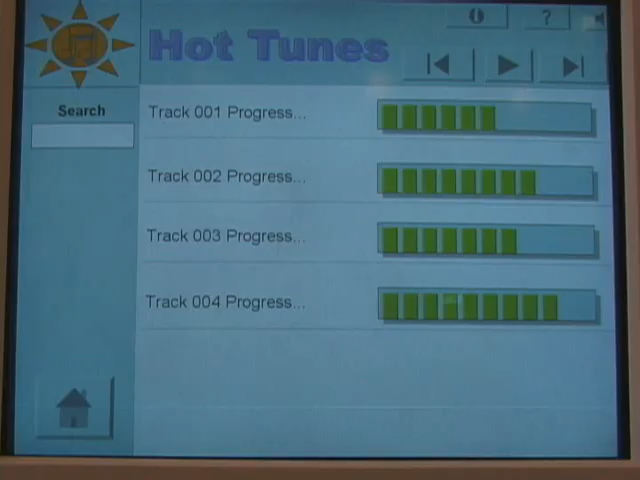 ?
Hot Tunes
Search
Track 001 Progress...
Track 002 Progress...
Track 003 Progress...
Track 004 Progress...